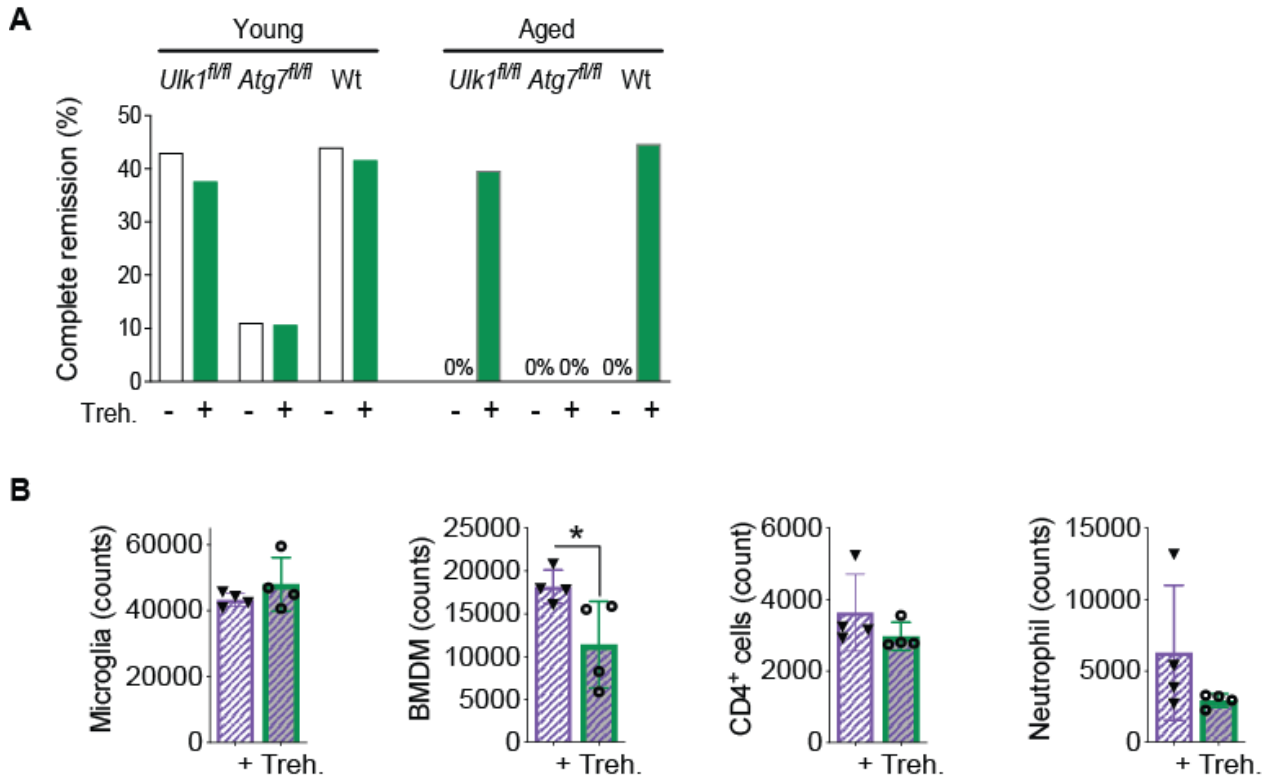 A
Young Aged
Ulk1fl/fl Atg7fl/fl Wt Ulk1fl/fl Atg7fl/fl Wt
Complete remission (%)
50
40
30
20
10
0
0% 0% 0% 0%
Treh. - + - + - + - + - + - +
B
Microglia (counts)
60000
40000
20000
0
+ Treh.
BMDM (counts)
25000
20000
15000
10000
5000
0
*
+ Treh.
CD4+ cells (count)
6000
4000
2000
0
+ Treh.
Neutrophil (counts)
15000
10000
5000
0
+ Treh.